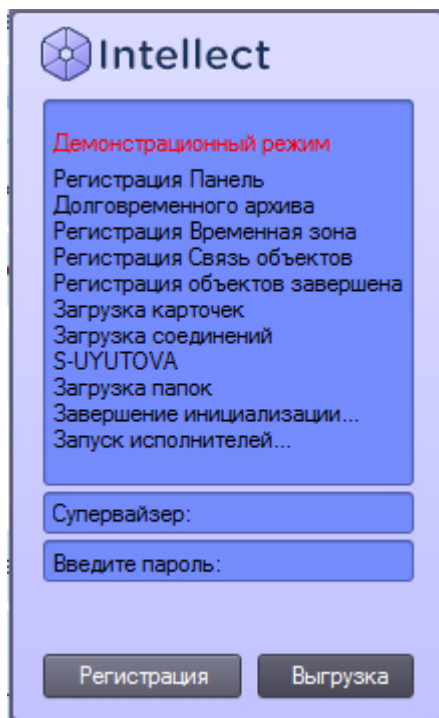 Intellect
Демонстрационный режим
Регистрация Панель
Долговременного архива
Регистрация Временная зона
Регистрация Связь объектов
Регистрация объектов завершена
Загрузка карточек
Загрузка соединений
S-UYUTOVA
Загрузка папок
Завершение инициализации...
Запуск исполнителей...
Супервайзер:
Введите пароль:
Регистрация
Выгрузка